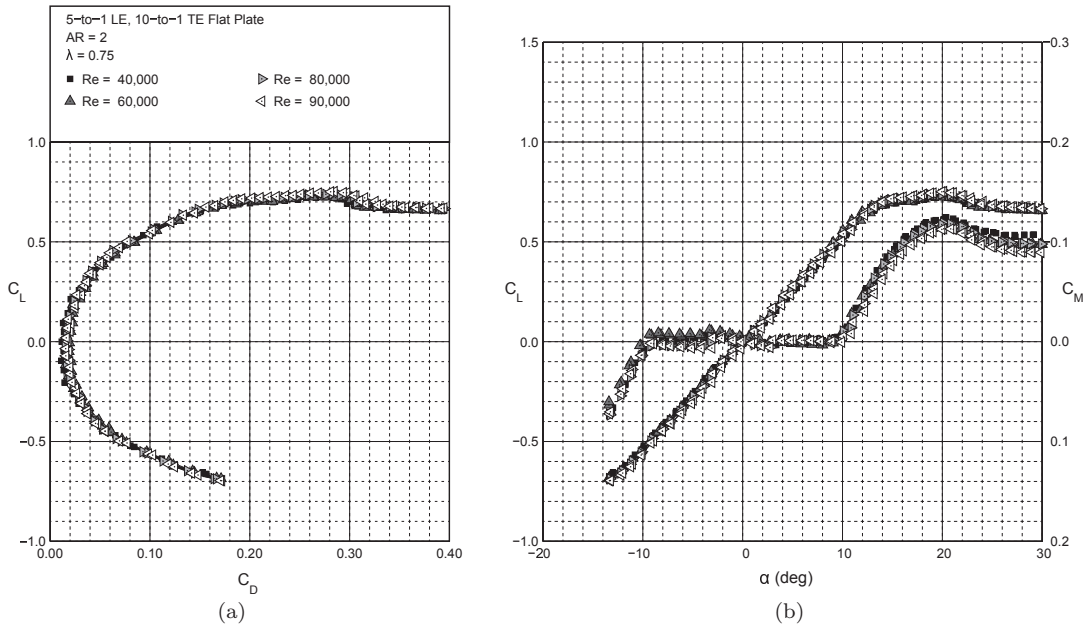 5-to-1 LE, 10-to-1 TE Flat Plate
AR = 2
λ = 0.75
Re = 40,000
Re = 80,000
Re = 60,000
Re = 90,000
1.0
0.5
C_L
0.0
−0.5
−1.0
0.00
0.10
0.20
0.30
0.40
C_D
(a)
1.5
1.0
0.5
C_L
0.0
−0.5
−1.0
−20
−10
0
10
20
30
α (deg)
0.3
0.2
0.1
C_M
0.0
0.1
0.2
(b)